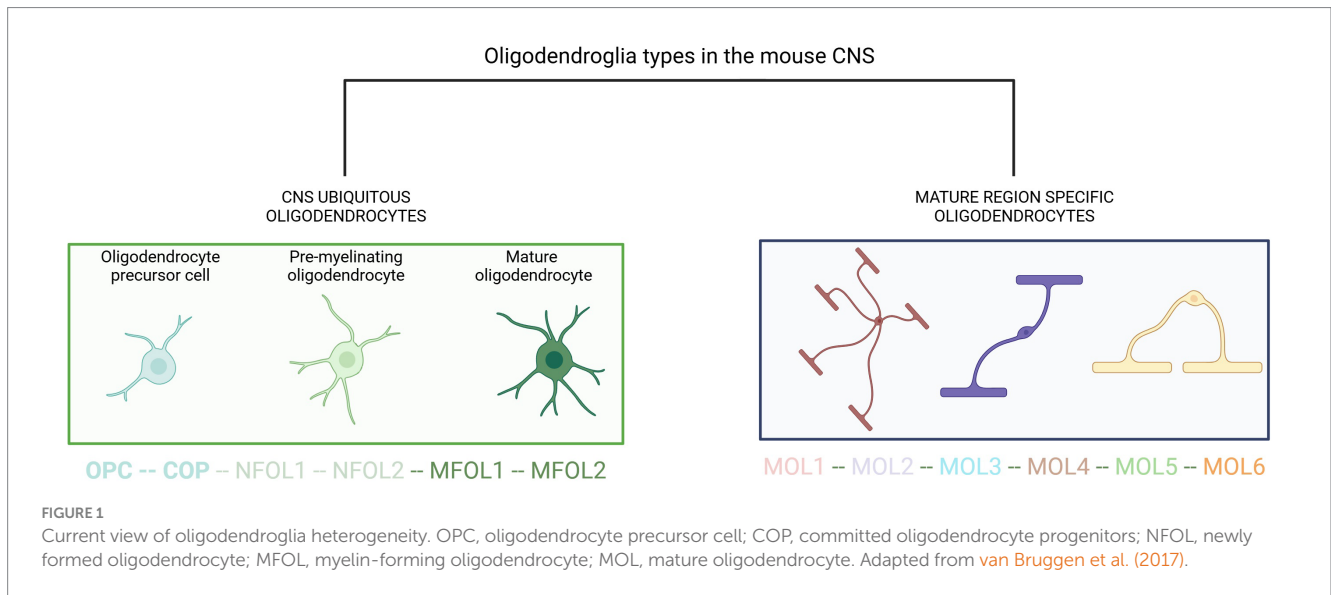 Oligodendroglia types in the mouse CNS
CNS UBIQUITOUS
OLIGODENDROCYTES
Oligodendrocyte
precursor cell
Pre-myelinating
oligodendrocyte
Mature
oligodendrocyte
OPC -- COP -- NFOL1 -- NFOL2 -- MFOL1 -- MFOL2
MATURE REGION SPECIFIC
OLIGODENDROCYTES
MOL1 -- MOL2 -- MOL3 -- MOL4 -- MOL5 -- MOL6
FIGURE 1
Current view of oligodendroglia heterogeneity. OPC, oligodendrocyte precursor cell; COP, committed oligodendrocyte progenitors; NFOL, newly
formed oligodendrocyte; MFOL, myelin-forming oligodendrocyte; MOL, mature oligodendrocyte. Adapted from van Bruggen et al. (2017).